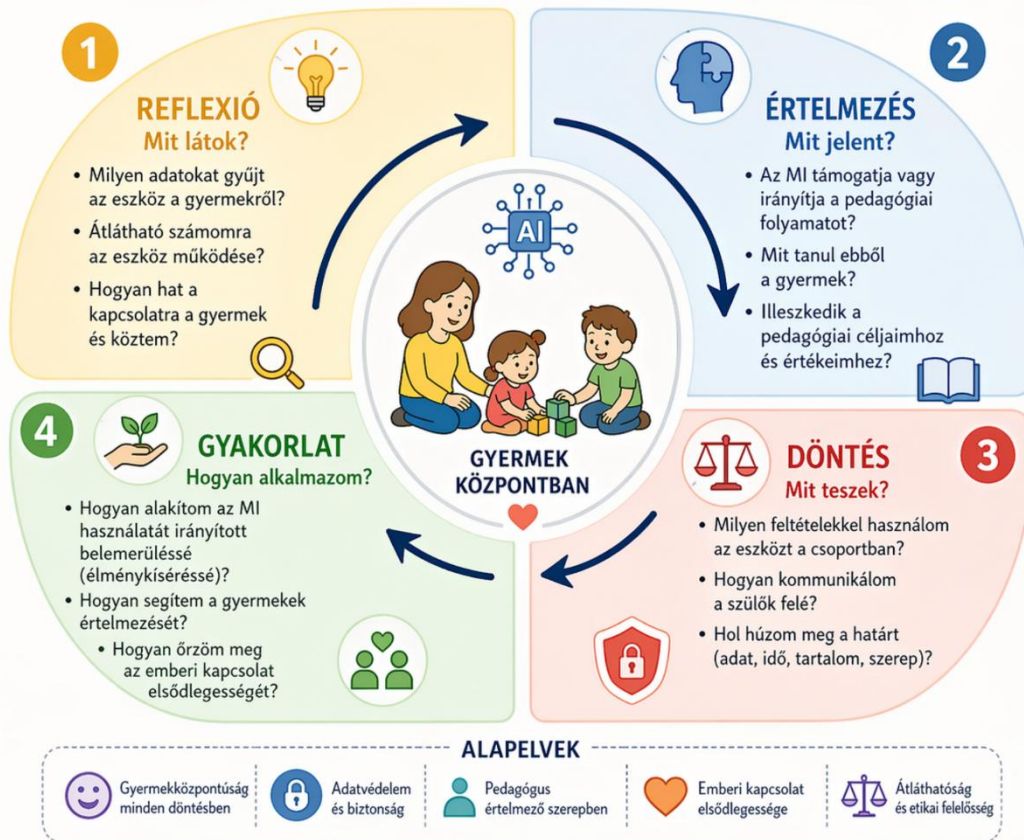 1
REFLEXIÓ
Mit látok?
• Milyen adatokat gyűjt
az eszköz a gyermekről?
• Átlátható számomra
az eszköz működése?
• Hogyan hat a
kapcsolatra a gyermek
és köztem?
2
ÉRTELMEZÉS
Mit jelent?
• Az MI támogatja vagy
irányítja a pedagógiai
folyamatot?
• Mit tanul ebből
a gyermek?
• Illeszkedik a
pedagógiai céljaimhoz
és értékeimhez?
AI
GYERMEK
KÖZPONTBAN
3
DÖNTÉS
Mit teszek?
• Milyen feltételekkel használom
az eszközt a csoportban?
• Hogyan kommunikálom
a szülők felé?
• Hol húzom meg a határt
(adat, idő, tartalom, szerep)?
4
GYAKORLAT
Hogyan alkalmazom?
• Hogyan alakítom az MI
használatát irányított
belemerüléssé
(élménykíséréssé)?
• Hogyan segítem a gyermekek
értelmezését?
• Hogyan őrzöm meg
az emberi kapcsolat
elsődlegességét?
ALAPELVEK
Gyermekközpontúság
minden döntésben
Adatvédelem
és biztonság
Pedagógus
értelmező szerepben
Emberi kapcsolat
elsődlegessége
Átláthatóság
és etikai felelősség